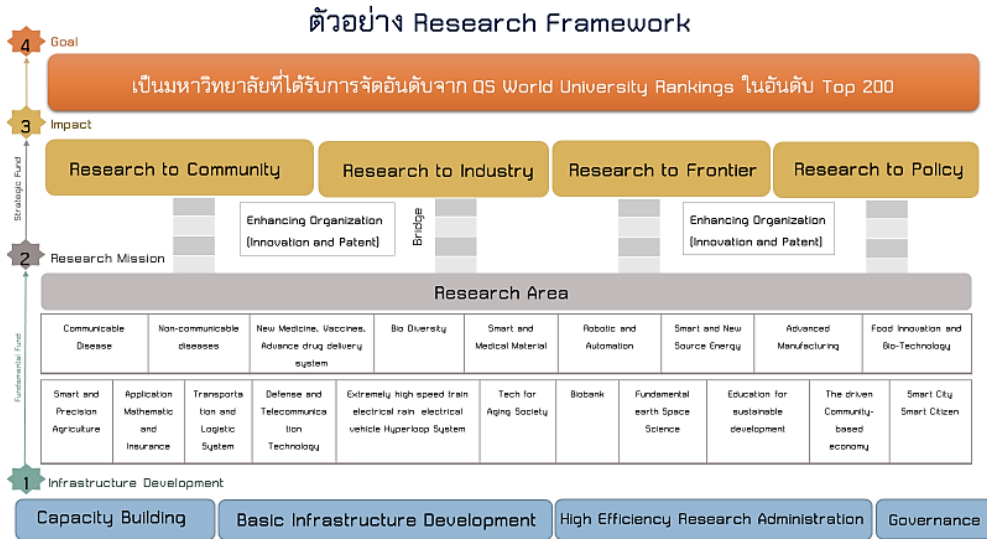 ตัวอย่าง Research Framework
4 Goal
เป็นมหาวิทยาลัยที่ได้รับการจัดอันดับจาก QS World University Rankings ในอันดับ Top 200
3 Impact
Research to Community
Research to Industry
Research to Frontier
Research to Policy
Strategic Fund
Enhancing Organization
(Innovation and Patent)
Bridge
Enhancing Organization
(Innovation and Patent)
2 Research Mission
Research Area
Fundamental Fund
Communicable
Disease
Non-communicable
diseases
New Medicine, Vaccines,
Advance drug delivery
system
Bio Diversity
Smart and
Medical Material
Robotic and
Automation
Smart and New
Source Energy
Advanced
Manufacturing
Food Innovation and
Bio-Technology
Smart and
Precision
Agriculture
Application
Mathematic
and
Insurance
Transporta
tion and
Logistic
System
Defense and
Telecommunica
tion
Technology
Extremely high speed train
electrical rain electrical
vehicle Hyperloop System
Tech for
Aging Society
Biobank
Fundamental
earth Space
Science
Education for
sustainable
development
The driven
Community-
based
economy
Smart City
Smart Citizen
1 Infrastructure Development
Capacity Building
Basic Infrastructure Development
High Efficiency Research Administration
Governance